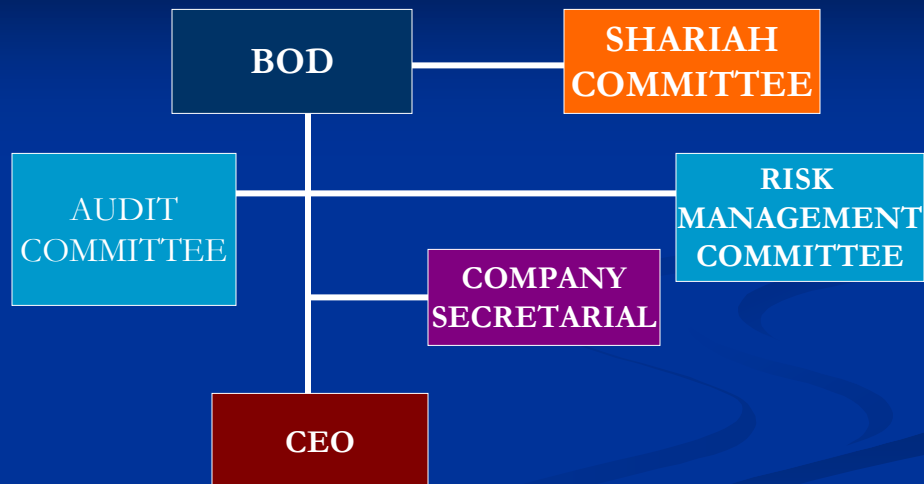 BOD
SHARIAH
COMMITTEE
AUDIT
COMMITTEE
RISK
MANAGEMENT
COMMITTEE
COMPANY
SECRETARIAL
CEO